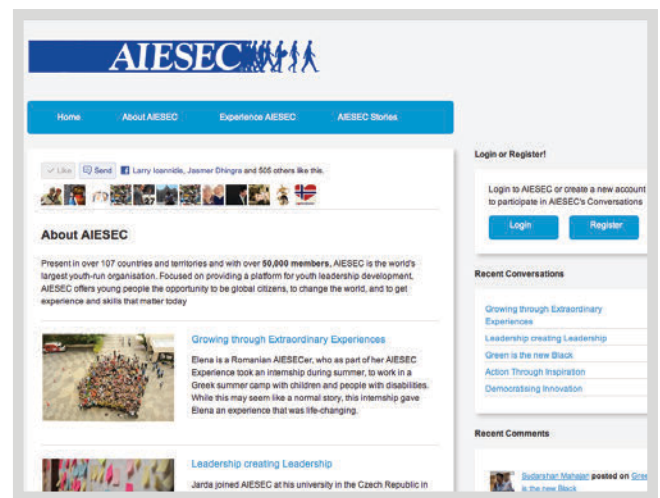 AIESEC
Home About AIESEC Experience AIESEC AIESEC Stories
Like Send Larry Ioannidis, Jasmer Dhingra and 505 others like this.
27
About AIESEC
Present in over 107 countries and territories and with over 50,000 members, AIESEC is the world's
largest youth-run organisation. Focused on providing a platform for youth leadership development,
AIESEC offers young people the opportunity to be global citizens, to change the world, and to get
experience and skills that matter today
Growing through Extraordinary Experiences
Elena is a Romanian AIESECer, who as part of her AIESEC
Experience took an internship during summer, to work in a
Greek summer camp with children and people with disabilities.
While this may seem like a normal story, this internship gave
Elena an experience that was life-changing.
Leadership creating Leadership
Jarda joined AIESEC at his university in the Czech Republic in
Login or Register!
Login to AIESEC or create a new account
to participate in AIESEC's Conversations
Login Register
Recent Conversations
Growing through Extraordinary
Experiences
Leadership creating Leadership
Green is the new Black
Action Through Inspiration
Democratising Innovation
Recent Comments
Sudarshan Mahajan posted on Gree
is the new Black